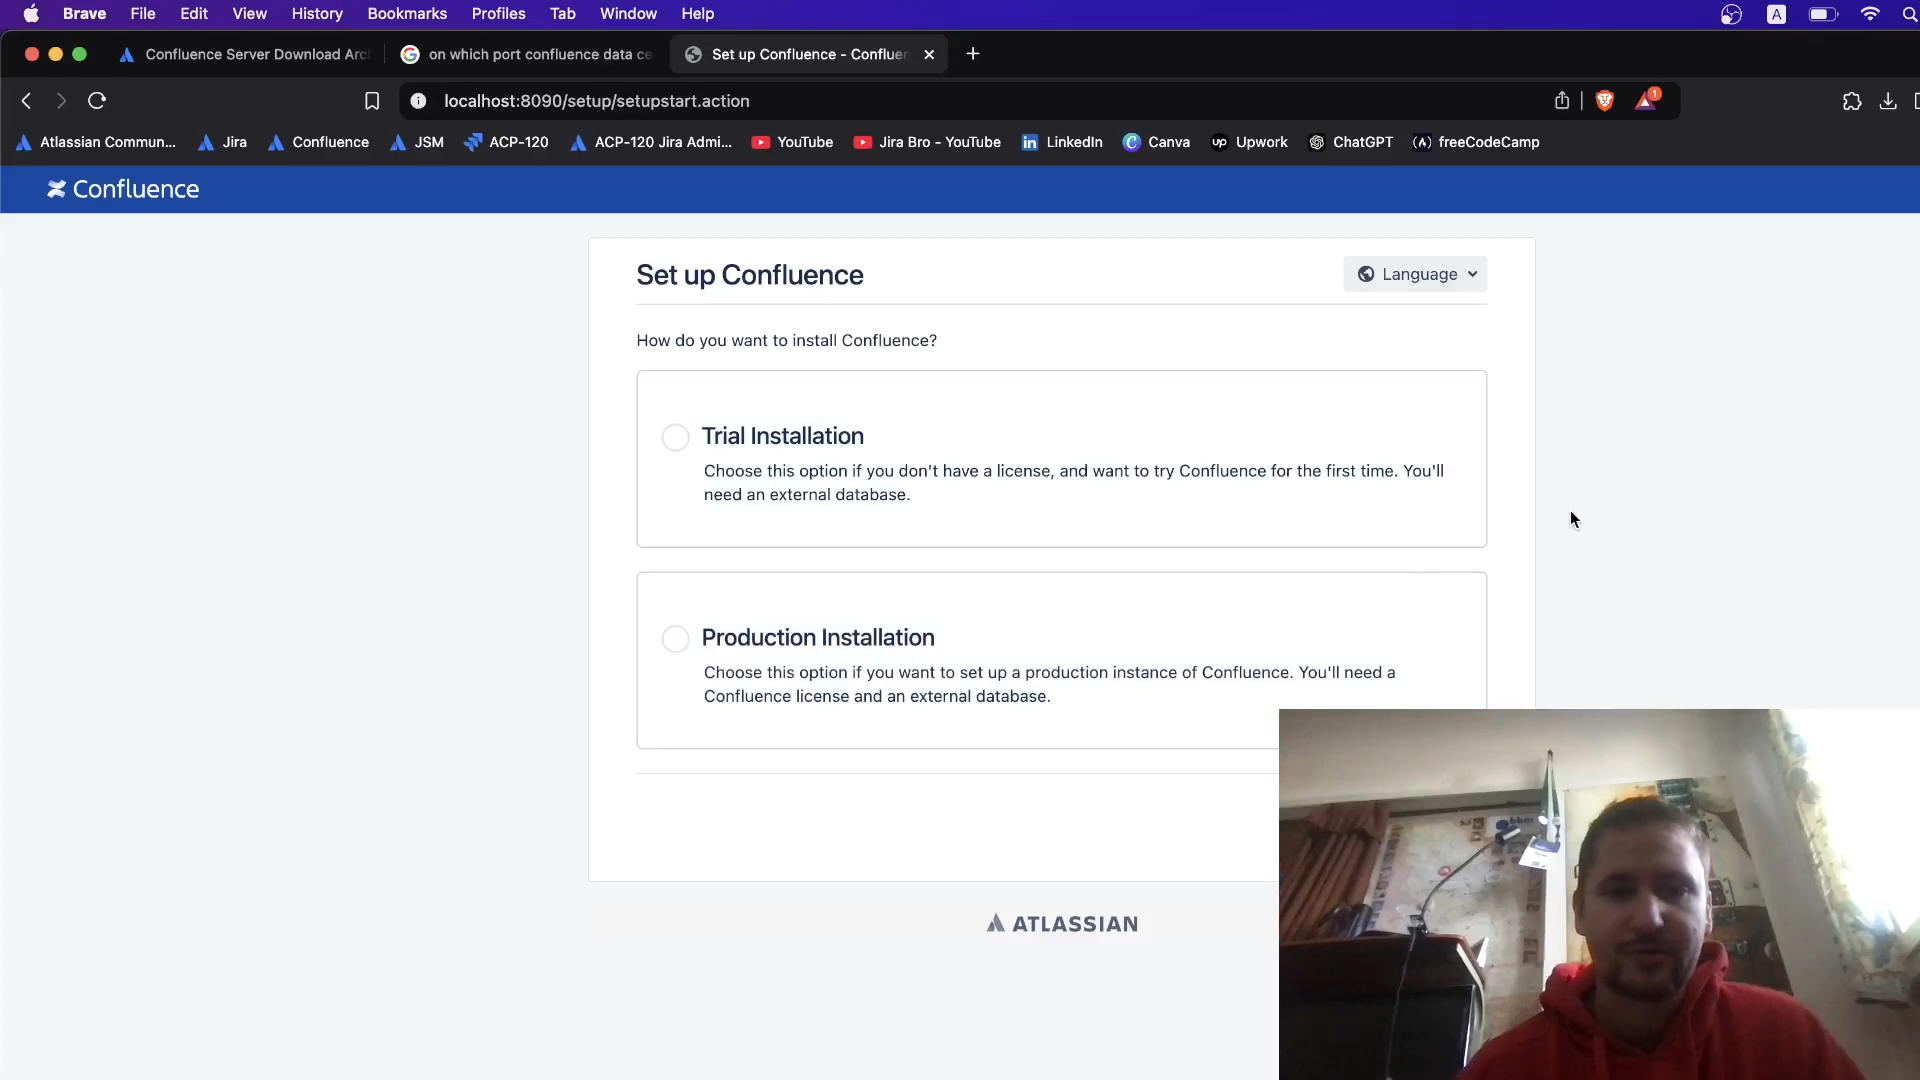 Brave File Edit View History Bookmarks Profiles Tab Window Help A
Confluence Server Download Arc on which port confluence data ce Set up Confluence - Confluen
localhost:8090/setup/setupstart.action 1
Atlassian Commun... Jira Confluence JSM ACP-120 ACP-120 Jira Admi... YouTube Jira Bro - YouTube LinkedIn Canva Upwork ChatGPT freeCodeCamp
Confluence
Set up Confluence
Language
How do you want to install Confluence?
Trial Installation
Choose this option if you don't have a license, and want to try Confluence for the first time. You'll
need an external database.
Production Installation
Choose this option if you want to set up a production instance of Confluence. You'll need a
Confluence license and an external database.
ATLASSIAN